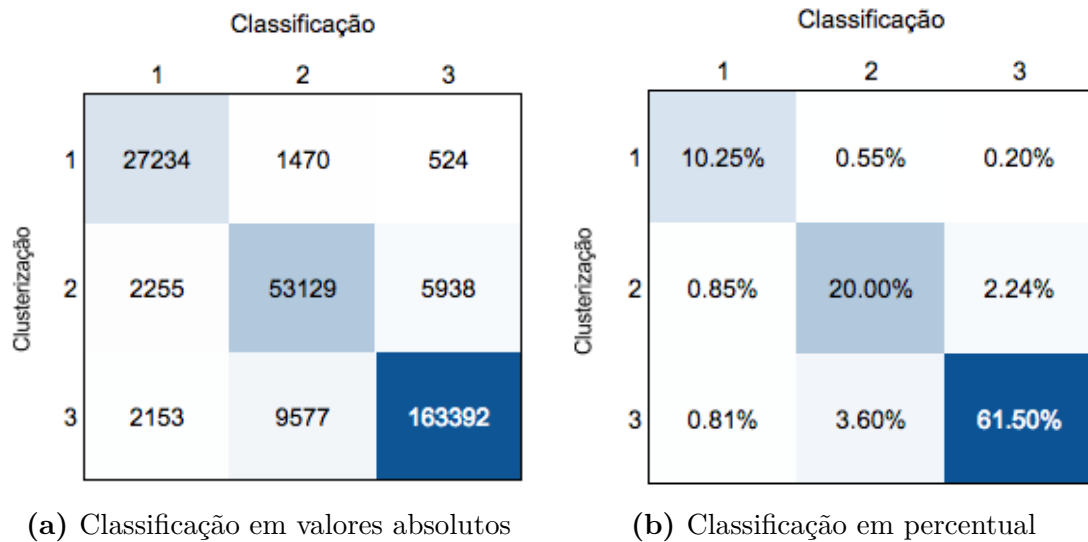 Classificação
1 2 3
1 27234 1470 524
2 2255 53129 5938
3 2153 9577 163392
Clusterização
(a) Classificação em valores absolutos
Classificação
1 2 3
1 10.25% 0.55% 0.20%
2 0.85% 20.00% 2.24%
3 0.81% 3.60% 61.50%
Clusterização
(b) Classificação em percentual